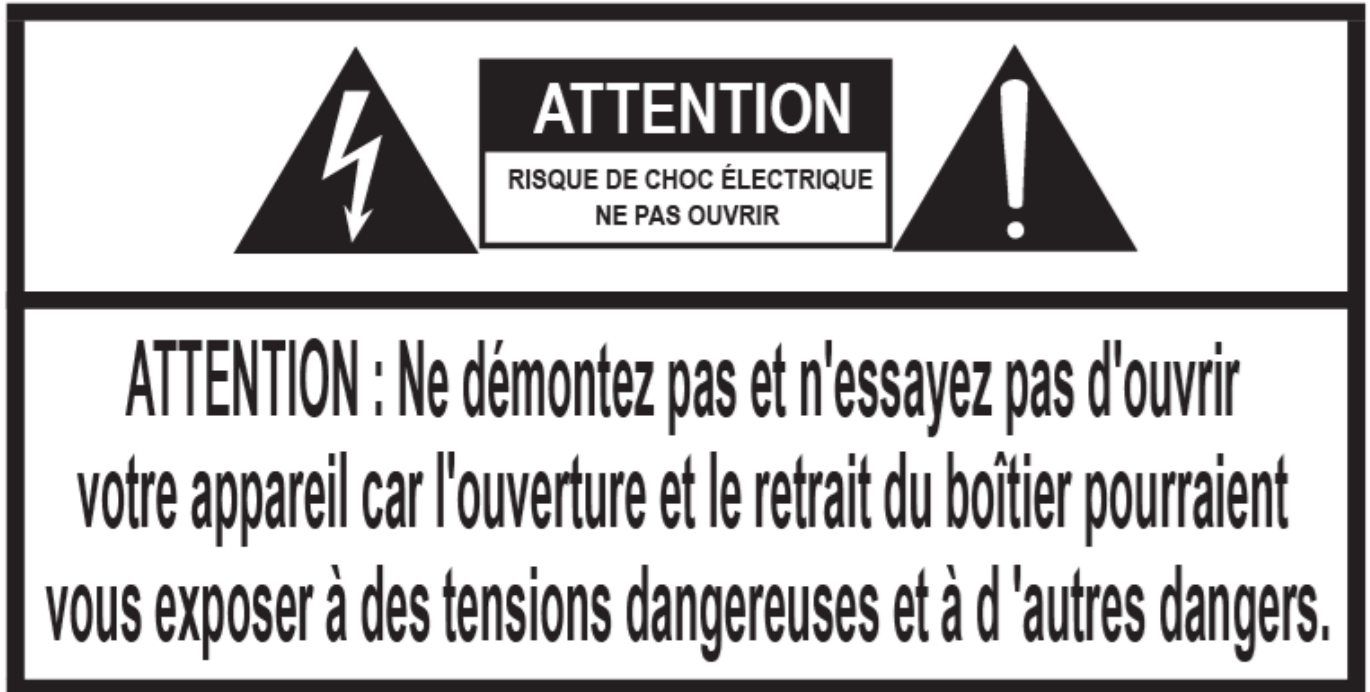 ATTENTION
RISQUE DE CHOC ÉLECTRIQUE
NE PAS OUVRIR
ATTENTION : Ne démontez pas et n'essayez pas d'ouvrir
votre appareil car l'ouverture et le retrait du boîtier pourraient
vous exposer à des tensions dangereuses et à d 'autres dangers.